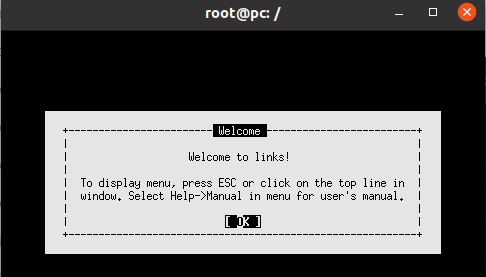 root@pc: /
Welcome
Welcome to links!
To display menu, press ESC or click on the top line in
window. Select Help->Manual in menu for user's manual.
[ OK ]